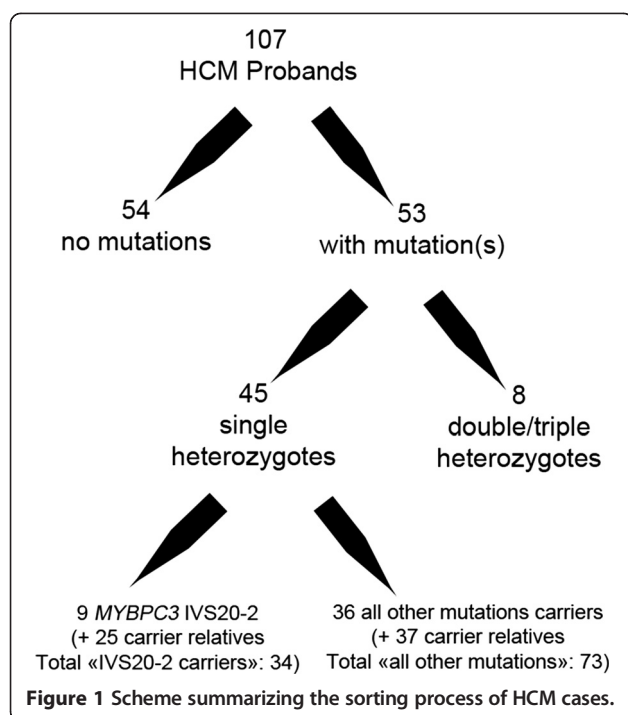 107
HCM Probands
54
no mutations
53
with mutation(s)
45
single
heterozygotes
8
double/triple
heterozygotes
9 MYBPC3 IVS20-2
(+ 25 carrier relatives
Total «IVS20-2 carriers»: 34)
36 all other mutations carriers
(+ 37 carrier relatives
Total «all other mutations»: 73)
Figure 1 Scheme summarizing the sorting process of HCM cases.